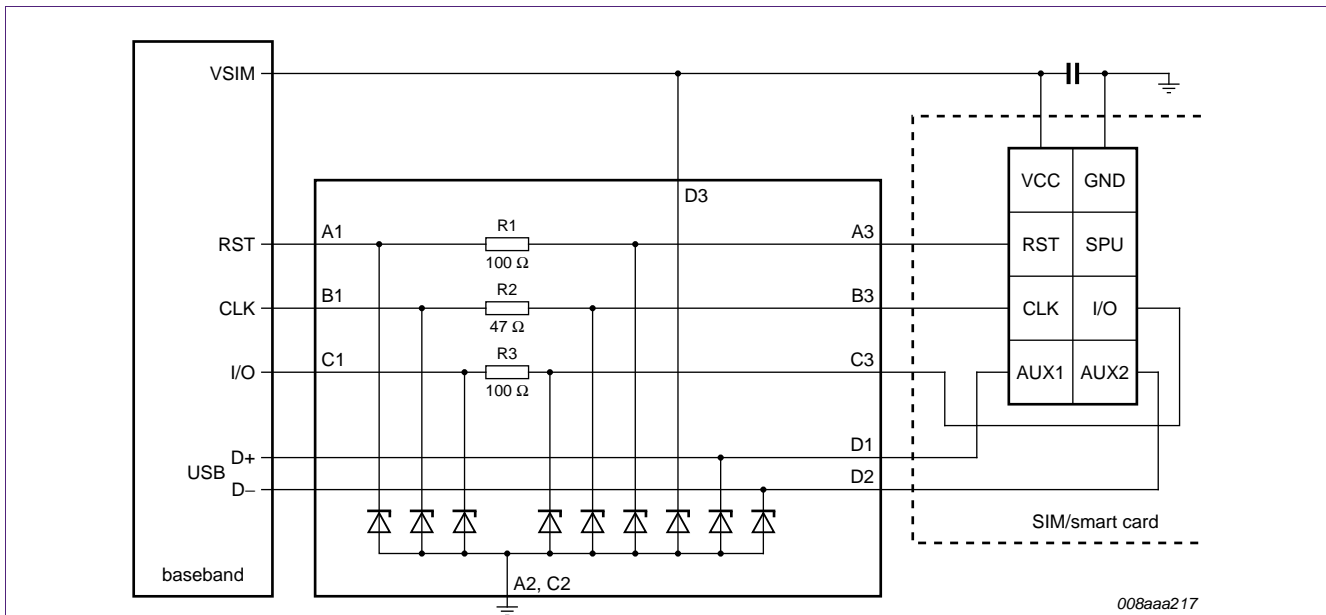 VSIM
VCC GND
D3
RST A1 R1 A3 RST SPU
100 Ω
CLK B1 R2 B3 CLK I/O
47 Ω
I/O C1 R3 C3 AUX1 AUX2
100 Ω
D+ D1
USB
D– D2
SIM/smart card
baseband
A2, C2
008aaa217